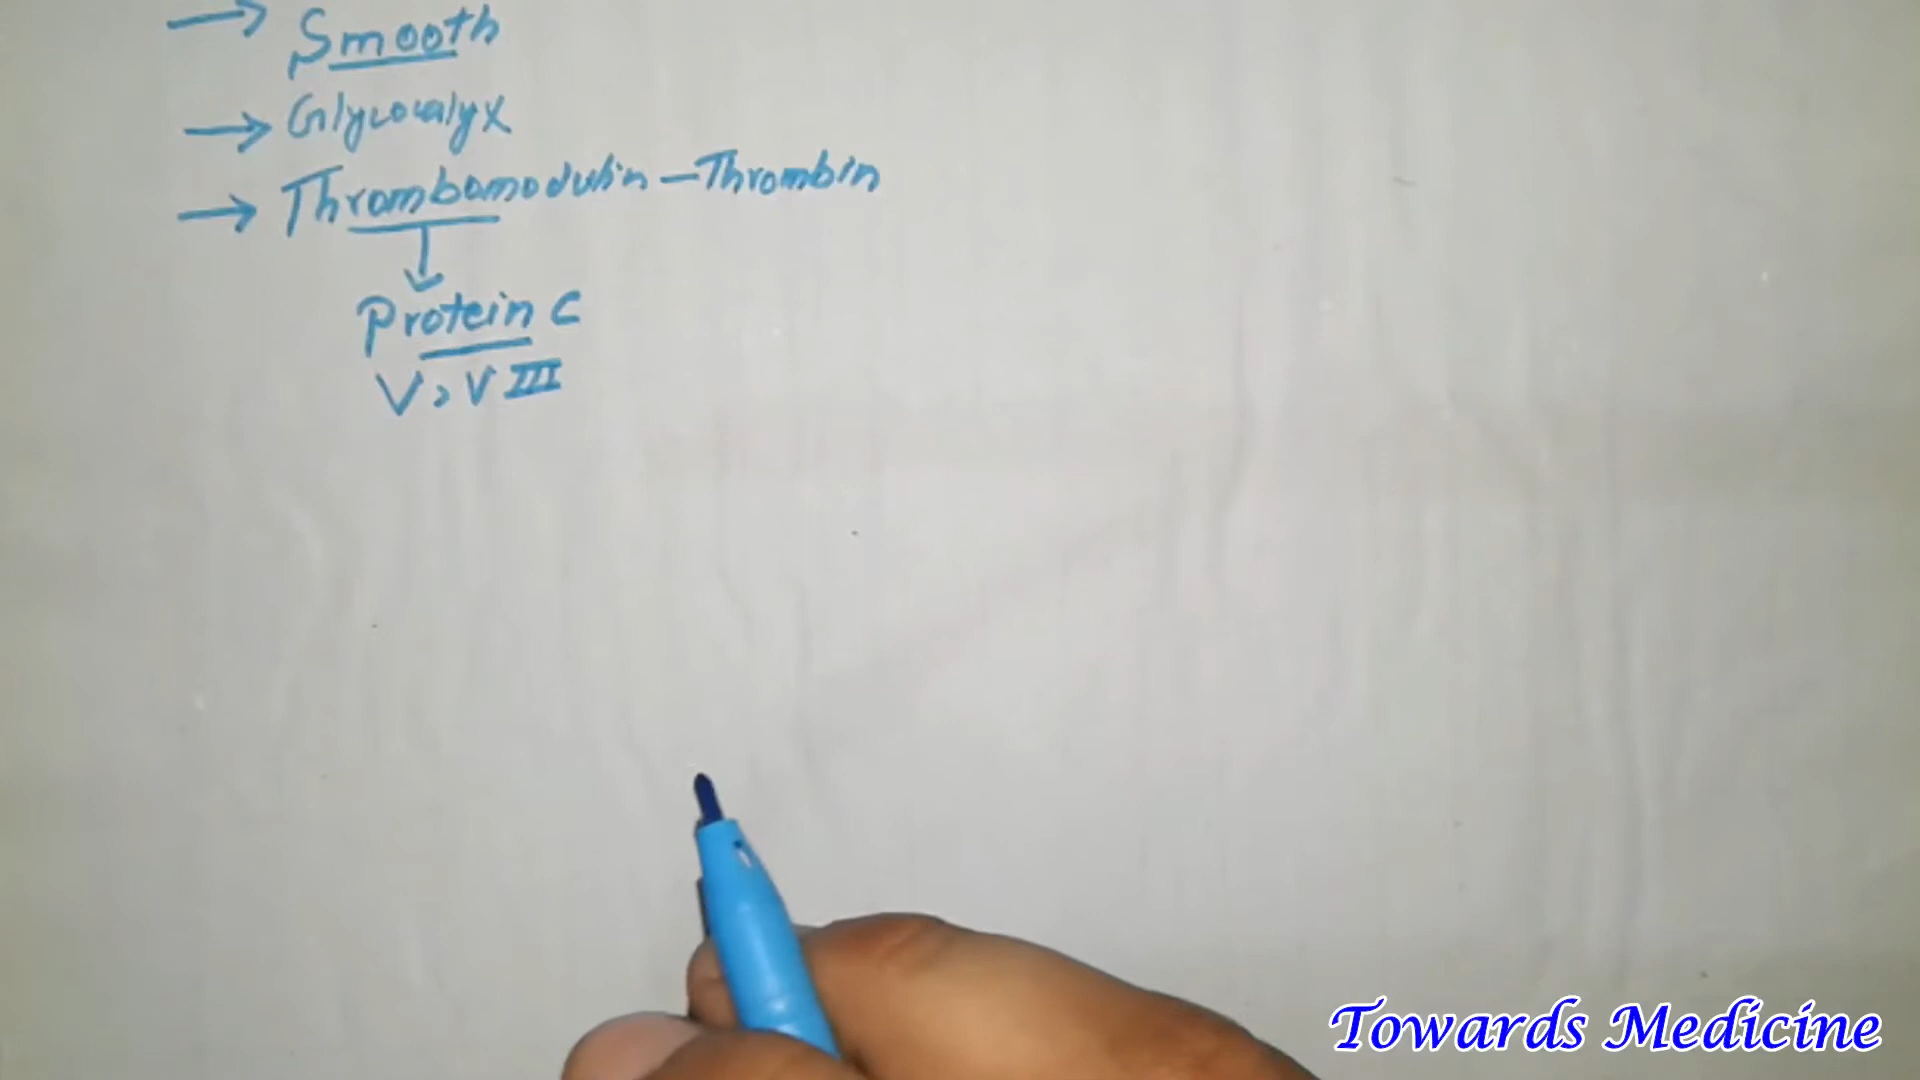 → Smooth
→ Glycocalyx
→ Thrombomodulin – Thrombin
↓
Protein C
V, VIII
Towards Medicine